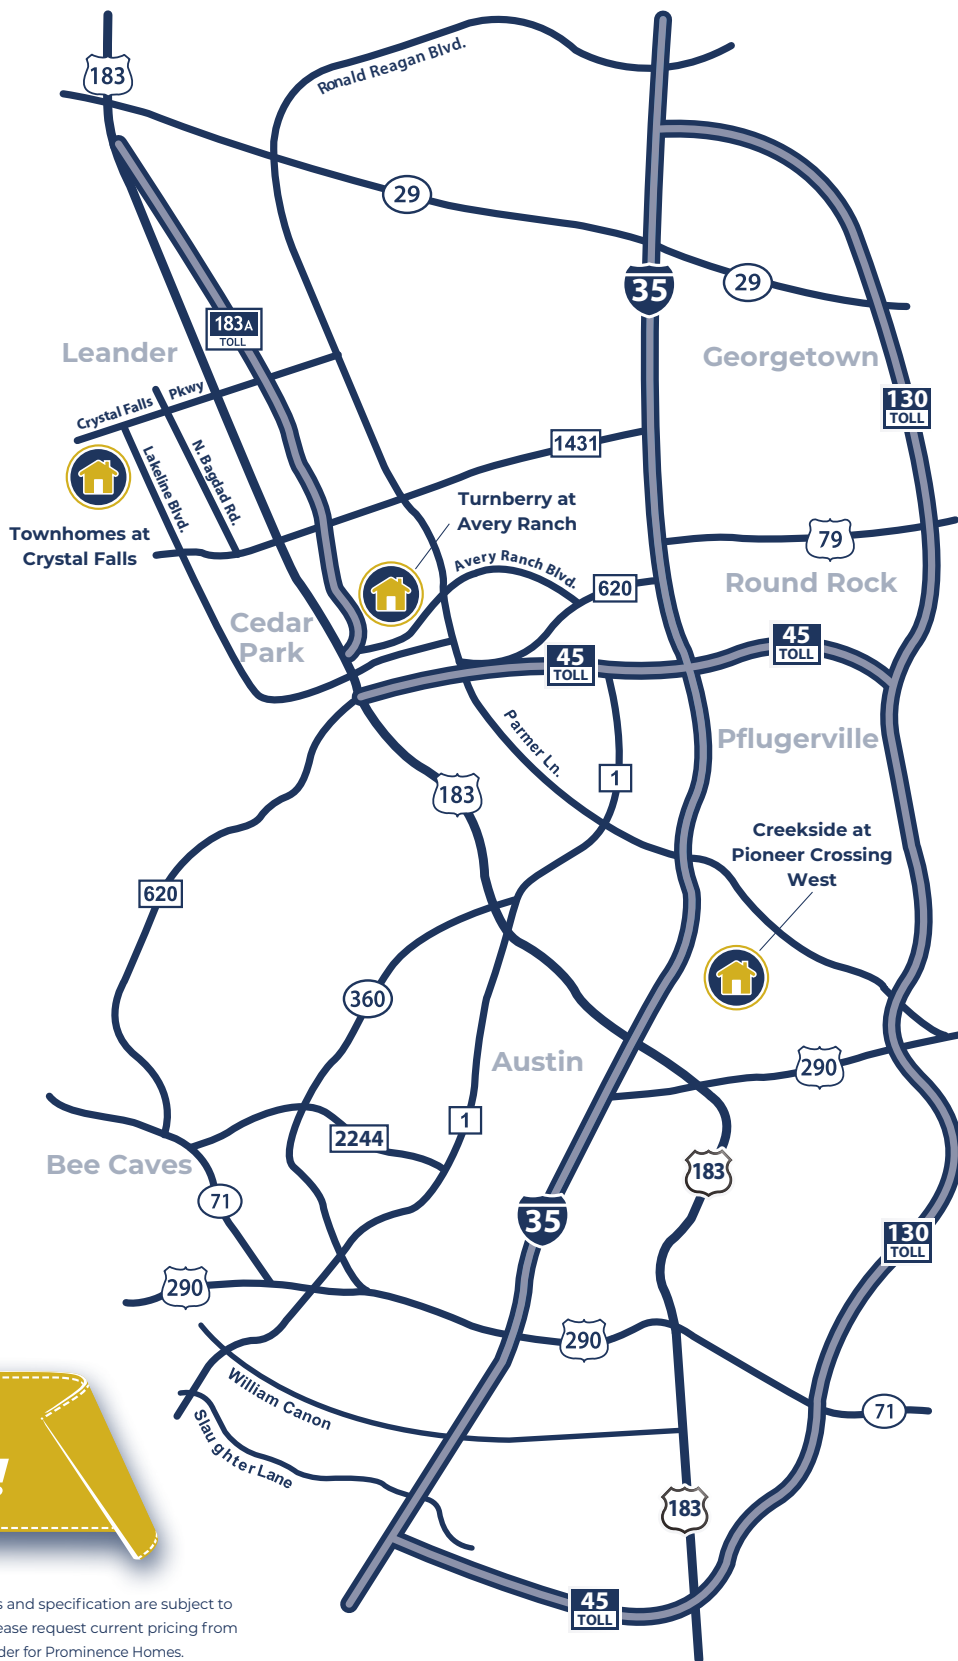 183
Ronald Reagan Blvd.
29
35
29
183A
TOLL
Leander
Georgetown
Crystal Falls Pkwy
130
TOLL
Lakeline Blvd.
N. Bagdad Rd.
1431
Townhomes at
Crystal Falls
Turnberry at
Avery Ranch
79
Avery Ranch Blvd.
620
Round Rock
Cedar
Park
45
TOLL
45
TOLL
Parmer Ln.
Pflugerville
1
183
Creekside at
Pioneer Crossing
West
620
360
Austin
290
1
2244
Bee Caves
183
71
35
130
TOLL
290
290
William Canon
71
Slaughter Lane
183
45
TOLL
s and specification are subject to
ease request current pricing from
der for Prominence Homes.